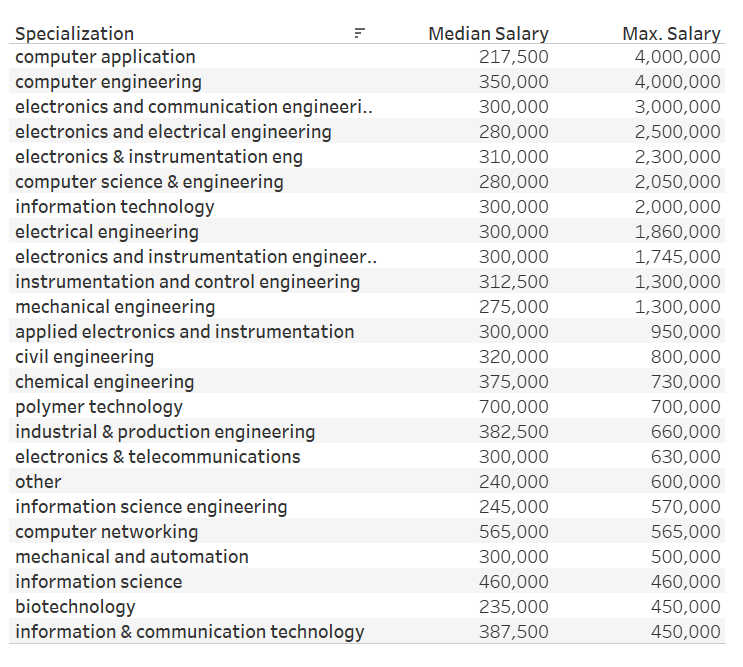 Specialization Median Salary Max. Salary
computer application 217,500 4,000,000
computer engineering 350,000 4,000,000
electronics and communication engineeri.. 300,000 3,000,000
electronics and electrical engineering 280,000 2,500,000
electronics & instrumentation eng 310,000 2,300,000
computer science & engineering 280,000 2,050,000
information technology 300,000 2,000,000
electrical engineering 300,000 1,860,000
electronics and instrumentation engineer.. 300,000 1,745,000
instrumentation and control engineering 312,500 1,300,000
mechanical engineering 275,000 1,300,000
applied electronics and instrumentation 300,000 950,000
civil engineering 320,000 800,000
chemical engineering 375,000 730,000
polymer technology 700,000 700,000
industrial & production engineering 382,500 660,000
electronics & telecommunications 300,000 630,000
other 240,000 600,000
information science engineering 245,000 570,000
computer networking 565,000 565,000
mechanical and automation 300,000 500,000
information science 460,000 460,000
biotechnology 235,000 450,000
information & communication technology 387,500 450,000